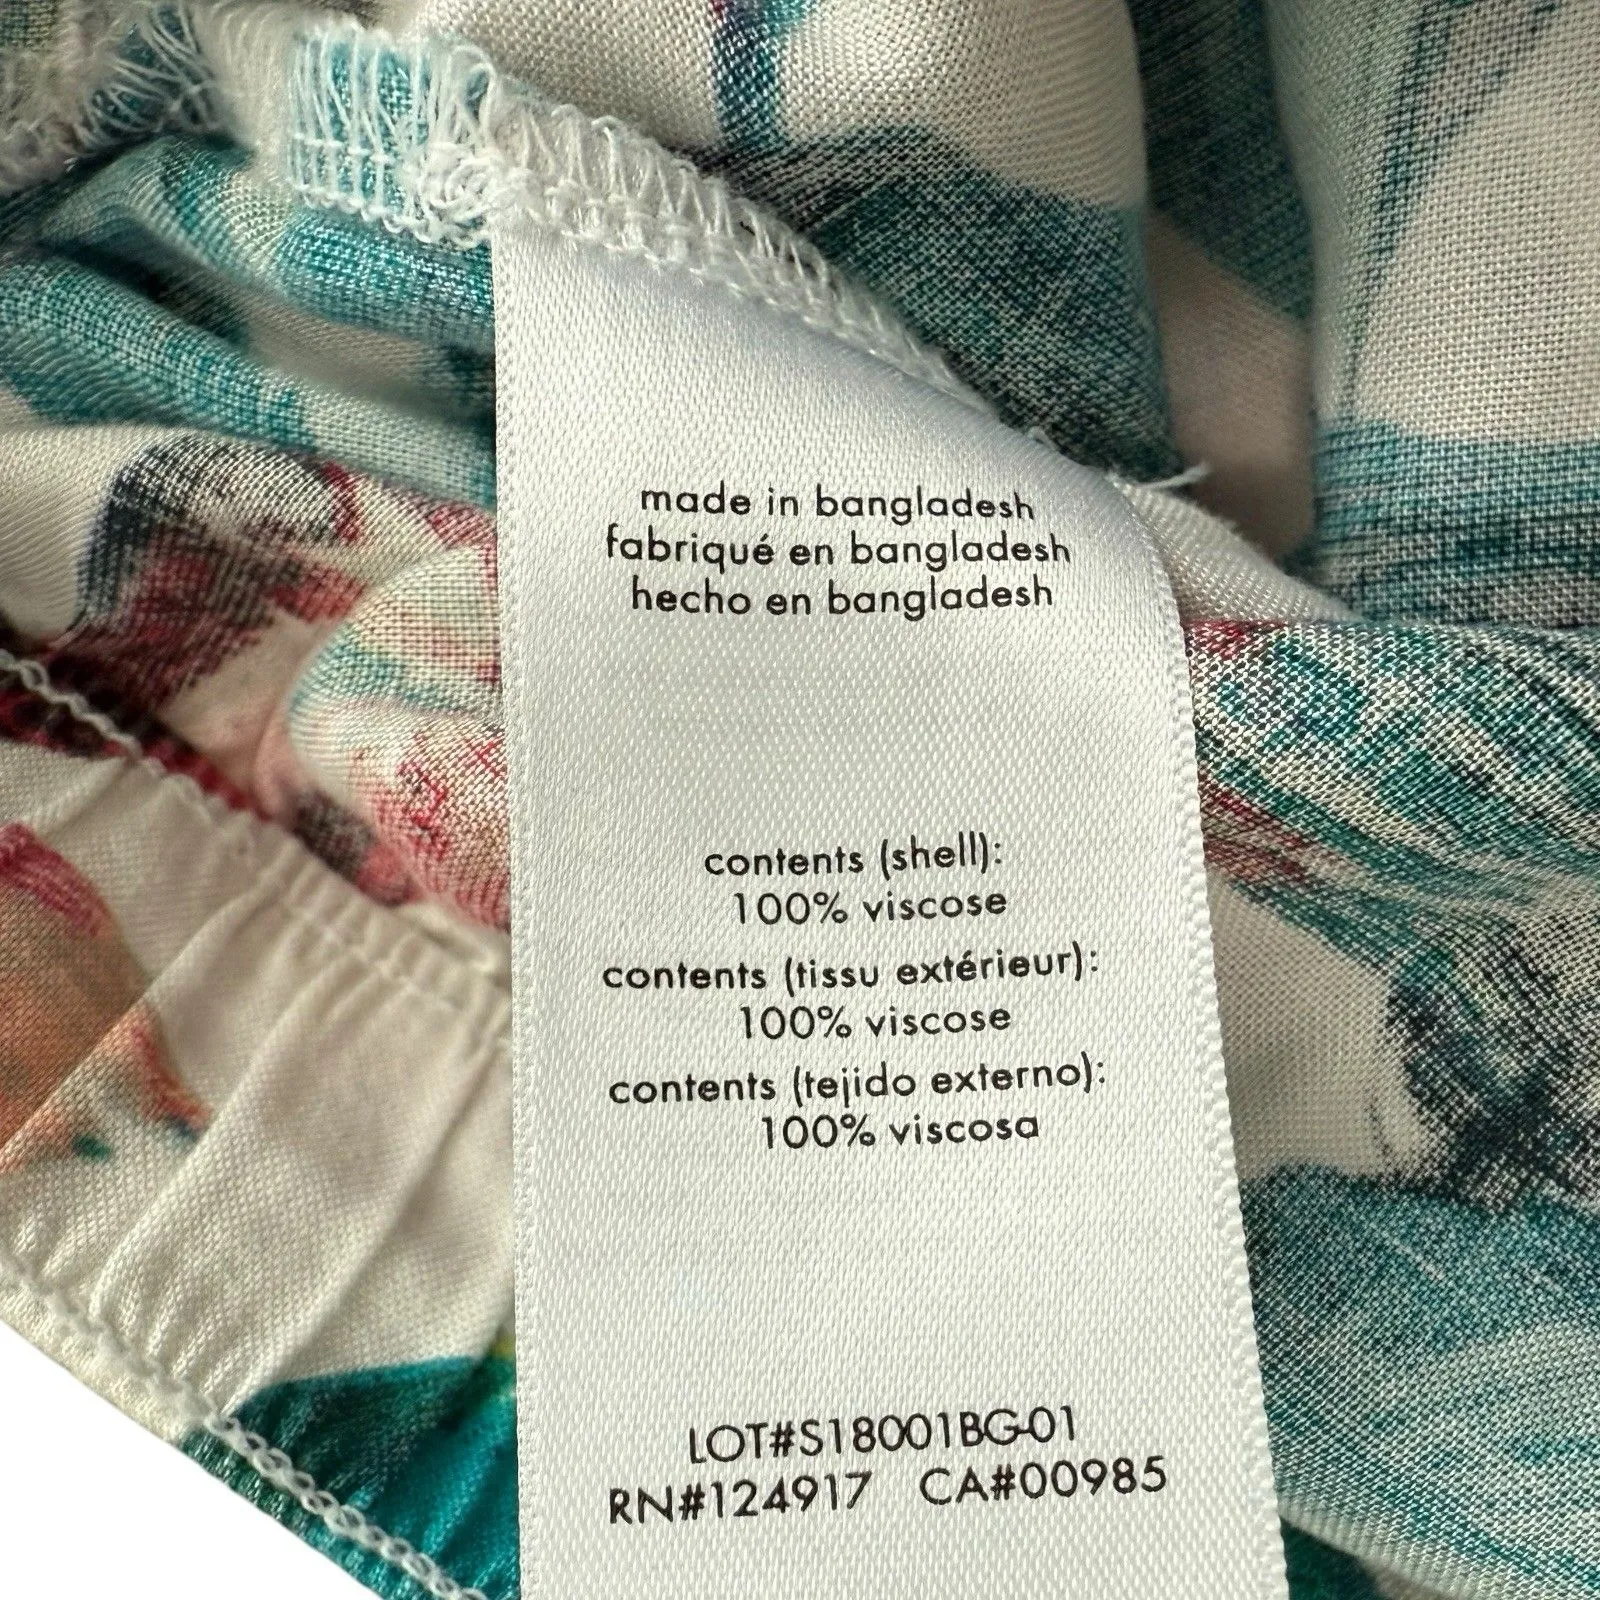 made in bangladesh
fabriqué en bangladesh
hecho en bangladesh
contents (shell):
100% viscose
contents (tissu extérieur):
100% viscose
contents (tejido externo):
100% viscosa
LOT#S18001BG-01
RN#124917 CA#00985